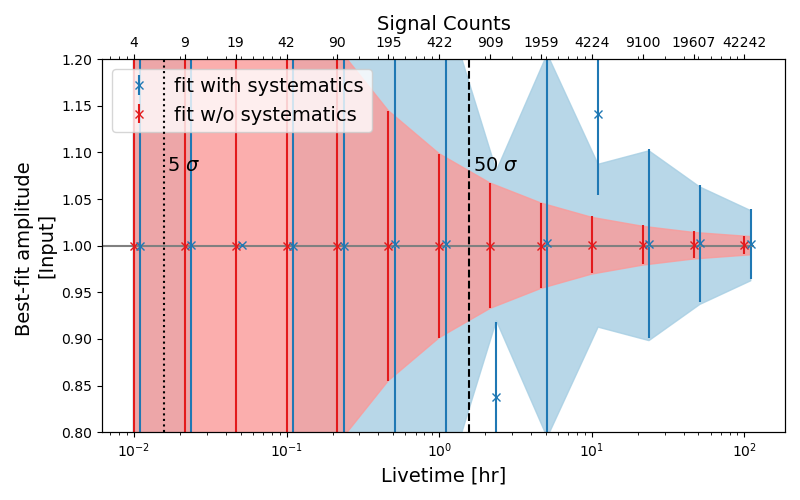 Signal Counts
4 9 19 42 90 195 422 909 1959 4224 9100 19607 42242
1.20
1.15
1.10
1.05
1.00
0.95
0.90
0.85
0.80
Best-fit amplitude
[Input]
fit with systematics
fit w/o systematics
5 σ
50 σ
10⁻² 10⁻¹ 10⁰ 10¹ 10²
Livetime [hr]